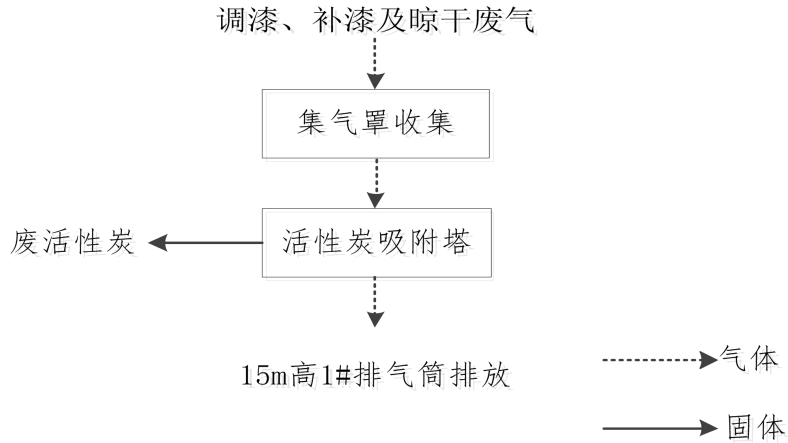 调漆、补漆及晾干废气
集气罩收集
废活性炭
活性炭吸附塔
15m高1#排气筒排放
气体
固体